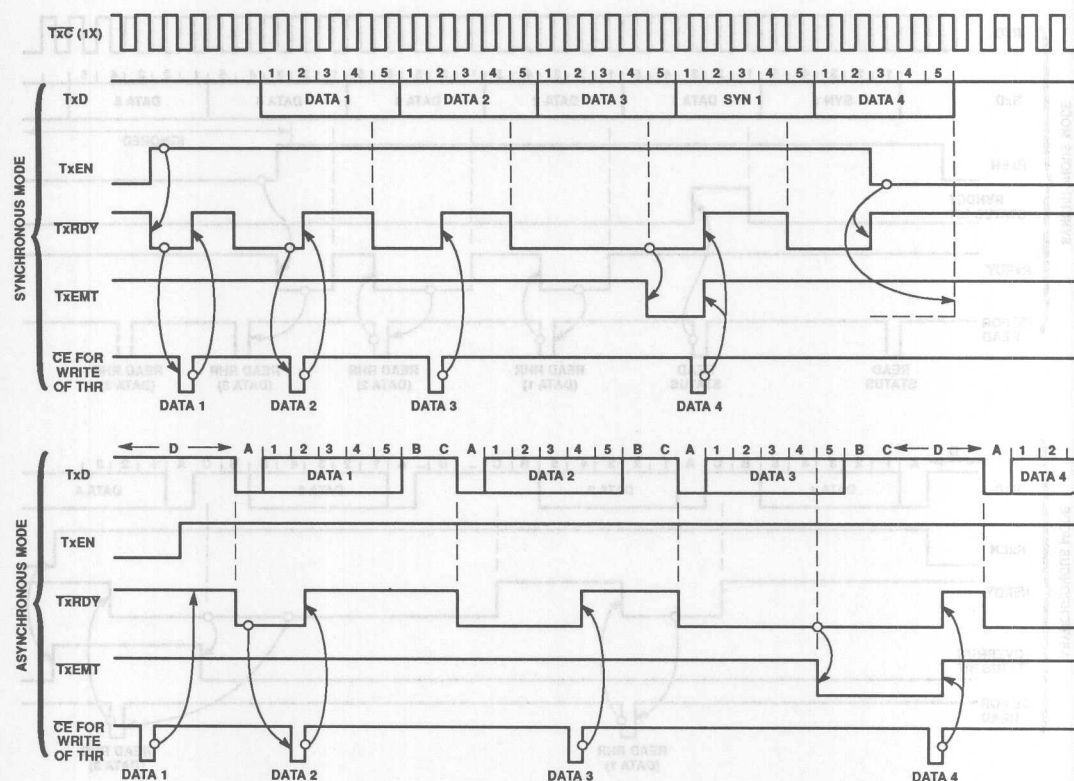 TxC (1X)
1 2 3 4 5 1 2 3 4 5 1 2 3 4 5 1 2 3 4 5 1 2 3 4 5
TxD DATA 1 DATA 2 DATA 3 SYN 1 DATA 4
TxEN
TxRDY
TxEMT
CE FOR
WRITE
OF THR
DATA 1 DATA 2 DATA 3 DATA 4
SYNCHRONOUS MODE
D A 1 2 3 4 5 B C A 1 2 3 4 5 B C A 1 2 3 4 5 B C D A 1 2
TxD DATA 1 DATA 2 DATA 3 DATA 4
TxEN
TxRDY
TxEMT
CE FOR
WRITE
OF THR
DATA 1 DATA 2 DATA 3 DATA 4
ASYNCHRONOUS MODE